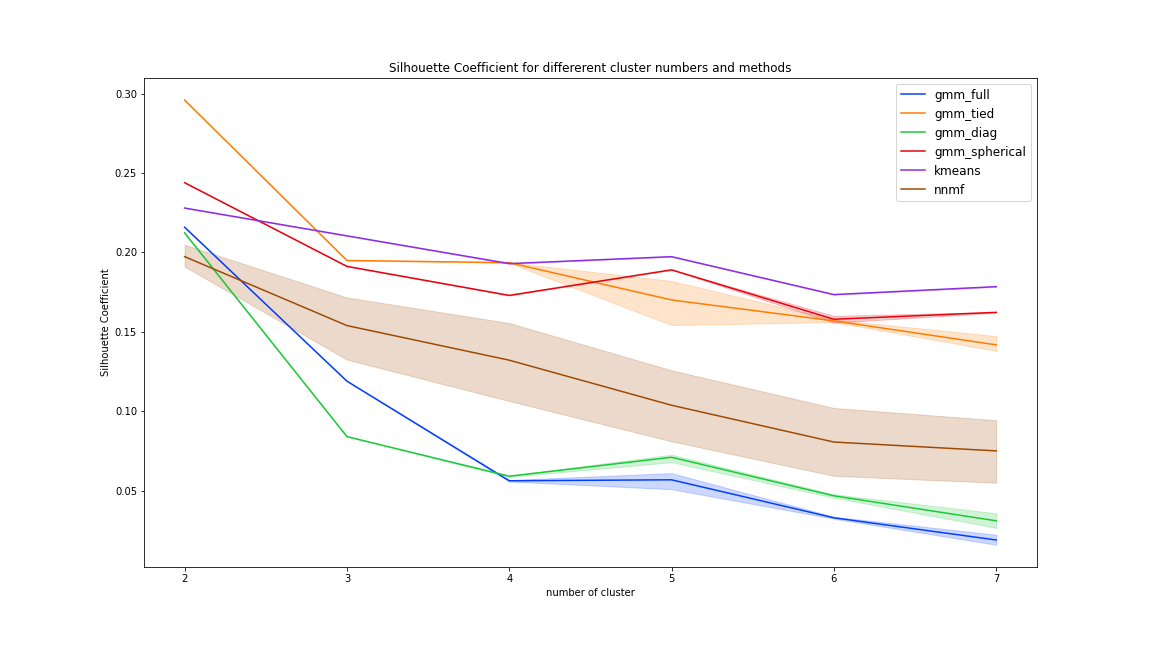 Silhouette Coefficient for differerent cluster numbers and methods
gmm_full
gmm_tied
gmm_diag
gmm_spherical
kmeans
nnmf
Silhouette Coefficient
0.30
0.25
0.20
0.15
0.10
0.05
2 3 4 5 6 7
number of cluster